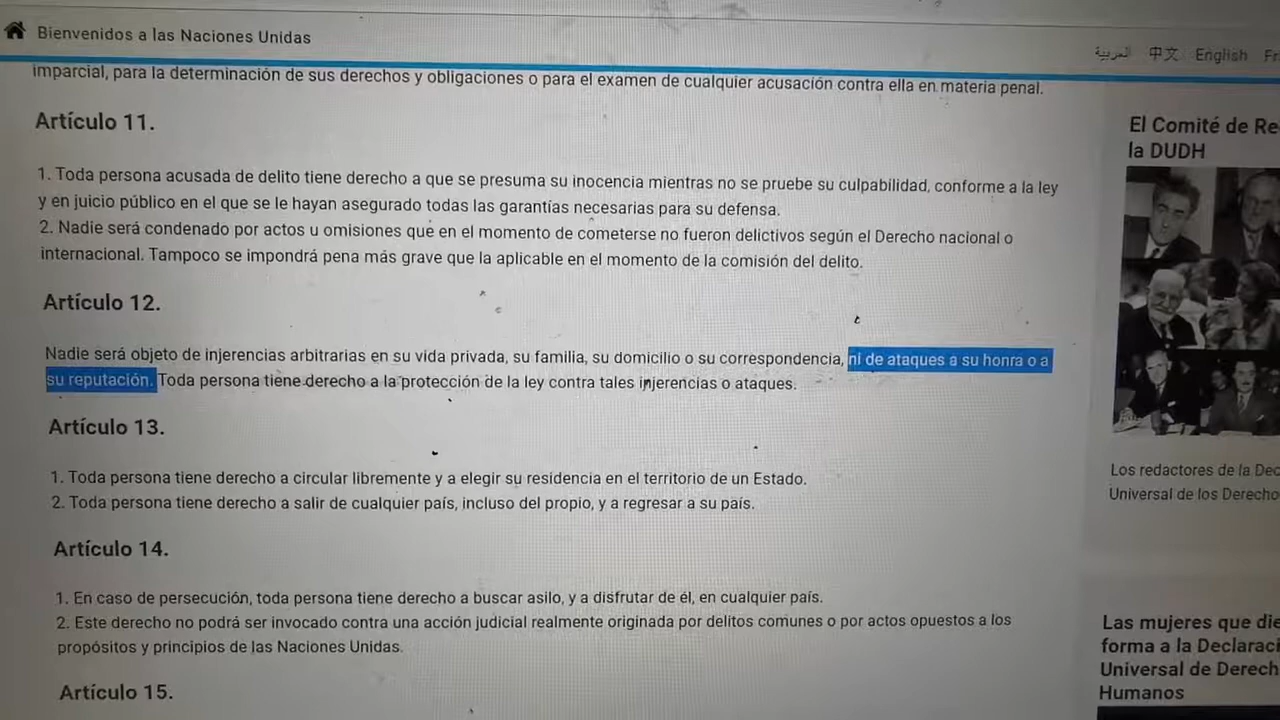 Bienvenidos a las Naciones Unidas
العربية 中文 English Fr
imparcial, para la determinación de sus derechos y obligaciones o para el examen de cualquier acusación contra ella en materia penal.
Artículo 11.
1. Toda persona acusada de delito tiene derecho a que se presuma su inocencia mientras no se pruebe su culpabilidad, conforme a la ley
y en juicio público en el que se le hayan asegurado todas las garantías necesarias para su defensa.
2. Nadie será condenado por actos u omisiones que en el momento de cometerse no fueron delictivos según el Derecho nacional o
internacional. Tampoco se impondrá pena más grave que la aplicable en el momento de la comisión del delito.
Artículo 12.
Nadie será objeto de injerencias arbitrarias en su vida privada, su familia, su domicilio o su correspondencia, ni de ataques a su honra o a
su reputación. Toda persona tiene derecho a la protección de la ley contra tales injerencias o ataques.
Artículo 13.
1. Toda persona tiene derecho a circular libremente y a elegir su residencia en el territorio de un Estado.
2. Toda persona tiene derecho a salir de cualquier país, incluso del propio, y a regresar a su país.
Artículo 14.
1. En caso de persecución, toda persona tiene derecho a buscar asilo, y a disfrutar de él, en cualquier país.
2. Este derecho no podrá ser invocado contra una acción judicial realmente originada por delitos comunes o por actos opuestos a los
propósitos y principios de las Naciones Unidas.
Artículo 15.
El Comité de Re
la DUDH
Los redactores de la Dec
Universal de los Derecho
Las mujeres que die
forma a la Declaraci
Universal de Derech
Humanos